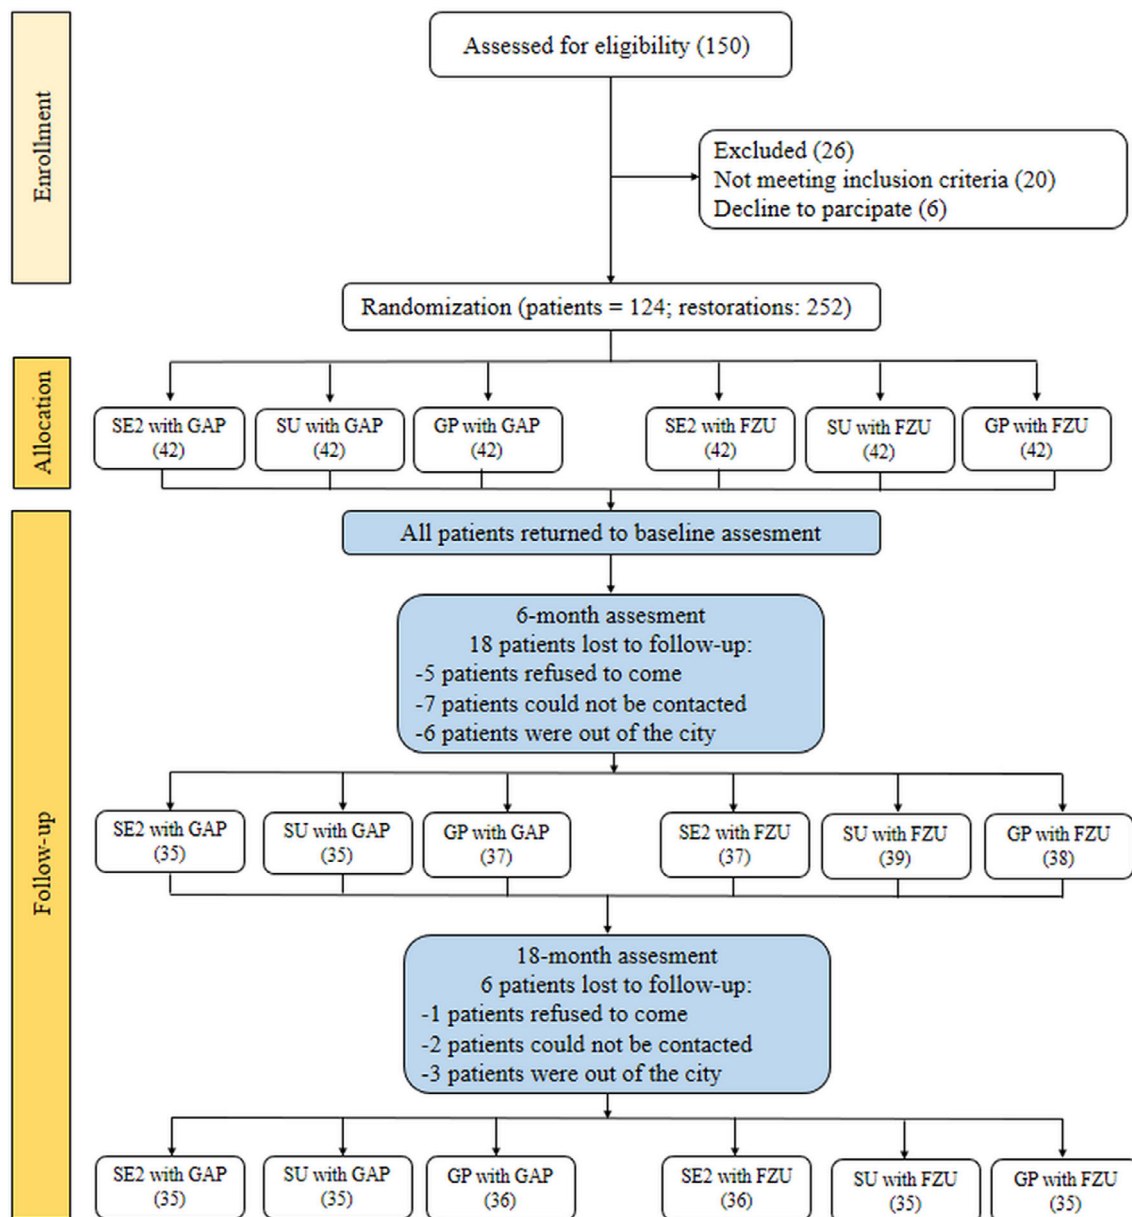 Enrollment
Assessed for eligibility (150)
Excluded (26)
Not meeting inclusion criteria (20)
Decline to parcipate (6)
Randomization (patients = 124; restorations: 252)
Allocation
SE2 with GAP
(42)
SU with GAP
(42)
GP with GAP
(42)
SE2 with FZU
(42)
SU with FZU
(42)
GP with FZU
(42)
Follow-up
All patients returned to baseline assesment
6-month assesment
18 patients lost to follow-up:
-5 patients refused to come
-7 patients could not be contacted
-6 patients were out of the city
SE2 with GAP
(35)
SU with GAP
(35)
GP with GAP
(37)
SE2 with FZU
(37)
SU with FZU
(39)
GP with FZU
(38)
18-month assesment
6 patients lost to follow-up:
-1 patients refused to come
-2 patients could not be contacted
-3 patients were out of the city
SE2 with GAP
(35)
SU with GAP
(35)
GP with GAP
(36)
SE2 with FZU
(36)
SU with FZU
(35)
GP with FZU
(35)